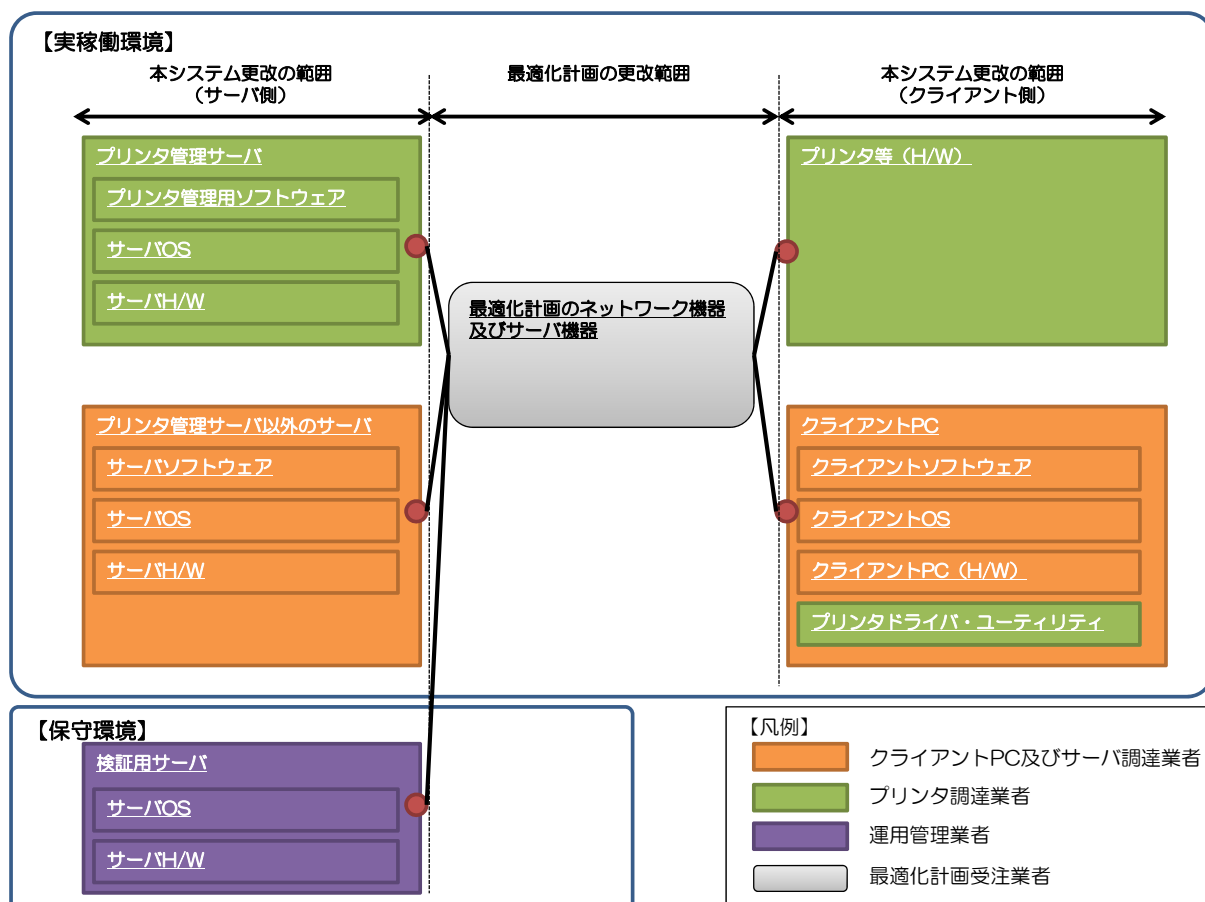 【実稼働環境】
本システム更改の範囲
(サーバ側)
最適化計画の更改範囲
本システム更改の範囲
(クライアント側)
プリンタ管理サーバ
プリンタ管理用ソフトウェア
サーバOS
サーバH/W
プリンタ等(H/W)
最適化計画のネットワーク機器
及びサーバ機器
プリンタ管理サーバ以外のサーバ
サーバソフトウェア
サーバOS
サーバH/W
クライアントPC
クライアントソフトウェア
クライアントOS
クライアントPC(H/W)
プリンタドライバ・ユーティリティ
【保守環境】
検証用サーバ
サーバOS
サーバH/W
【凡例】
クライアントPC及びサーバ調達業者
プリンタ調達業者
運用管理業者
最適化計画受注業者